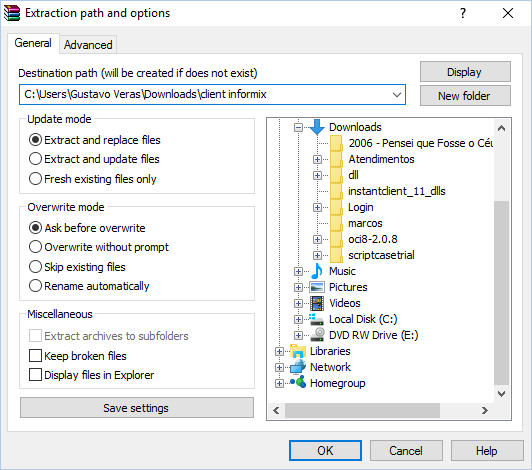 Extraction path and options
General
Advanced
Destination path (will be created if does not exist)
Display
C:\Users\Gustavo Veras\Downloads\client informix
New folder
Update mode
Extract and replace files
Extract and update files
Fresh existing files only
Overwrite mode
Ask before overwrite
Overwrite without prompt
Skip existing files
Rename automatically
Miscellaneous
Extract archives to subfolders
Keep broken files
Display files in Explorer
Save settings
Downloads
2006 - Pensei que Fosse o Céu
Atendimentos
dll
instantclient_11_dlls
Login
marcos
oci8-2.0.8
scriptcasetrial
Music
Pictures
Videos
Local Disk (C:)
DVD RW Drive (E:)
Libraries
Network
Homegroup
OK
Cancel
Help